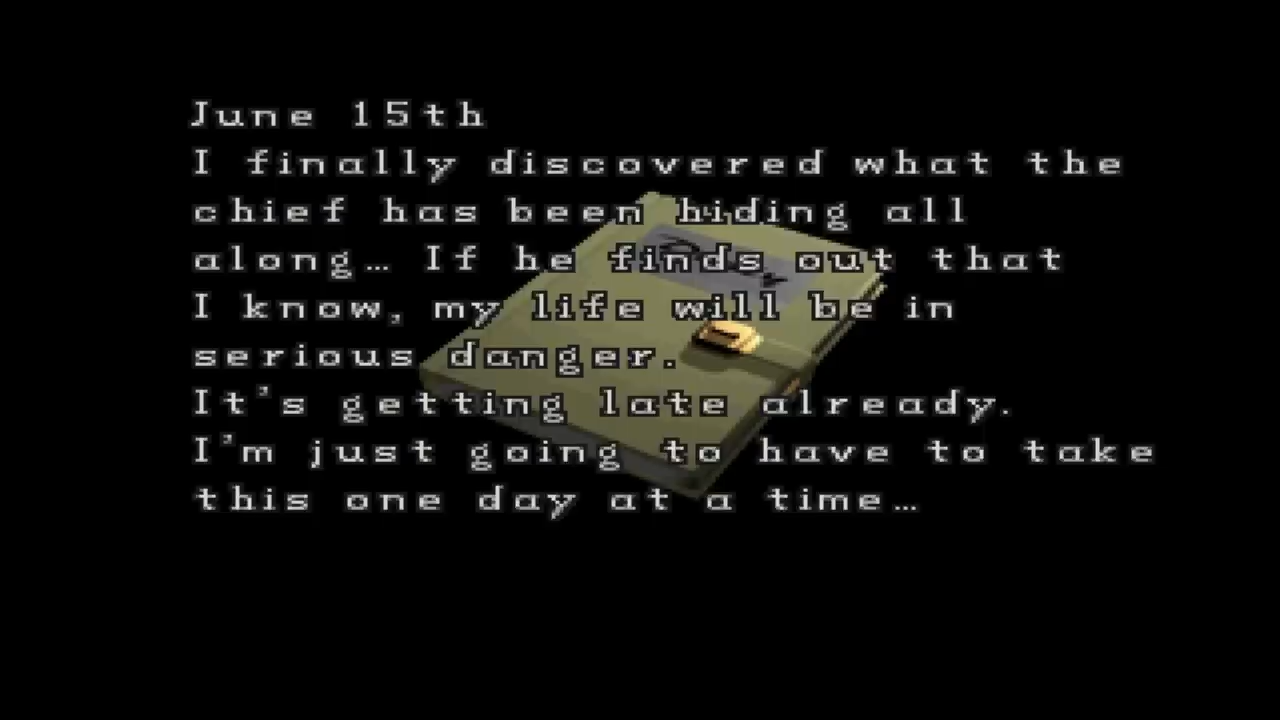 June 15th
I finally discovered what the
chief has been hiding all
along… If he finds out that
I know, my life will be in
serious danger.
It's getting late already.
I'm just going to have to take
this one day at a time…